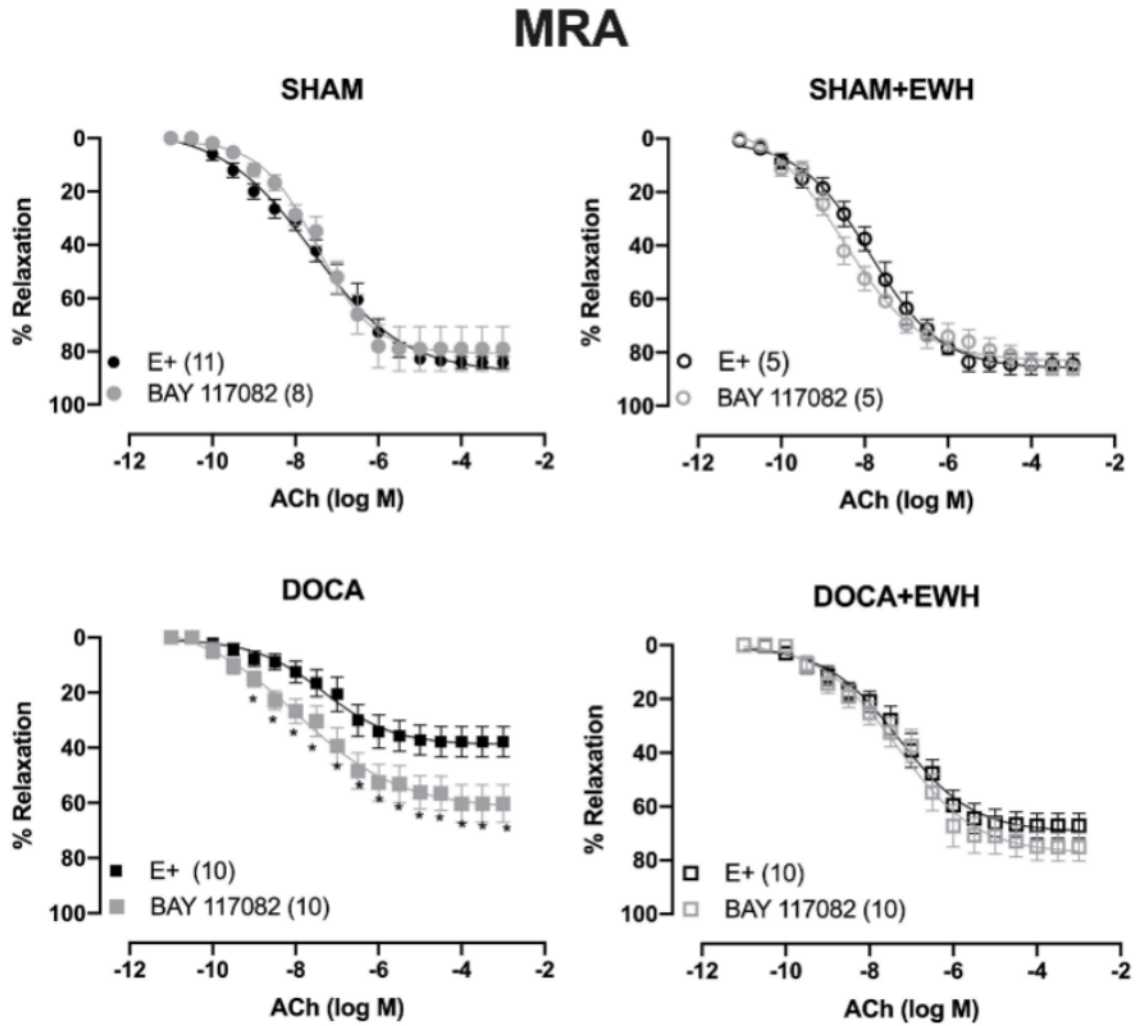 MRA
SHAM
% Relaxation
0
20
40
60
80
100
E+ (11)
BAY 117082 (8)
-12 -10 -8 -6 -4 -2
ACh (log M)
SHAM+EWH
% Relaxation
0
20
40
60
80
100
E+ (5)
BAY 117082 (5)
-12 -10 -8 -6 -4 -2
ACh (log M)
DOCA
% Relaxation
0
20
40
60
80
100
* * * * * * * * * * * * *
E+ (10)
BAY 117082 (10)
-12 -10 -8 -6 -4 -2
ACh (log M)
DOCA+EWH
% Relaxation
0
20
40
60
80
100
E+ (10)
BAY 117082 (10)
-12 -10 -8 -6 -4 -2
ACh (log M)